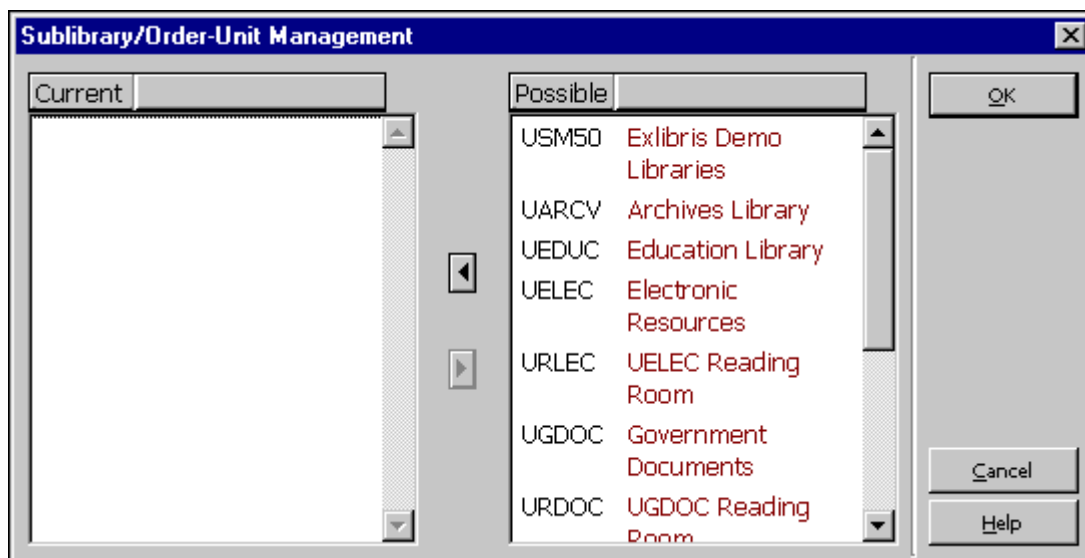 Sublibrary/Order-Unit Management
Current
Possible
OK
USM50 Exlibris Demo
Libraries
UARCV Archives Library
UEDUC Education Library
UELEC Electronic
Resources
URLEC UELEC Reading
Room
UGDOC Government
Documents
URDOC UGDOC Reading
Room
Cancel
Help